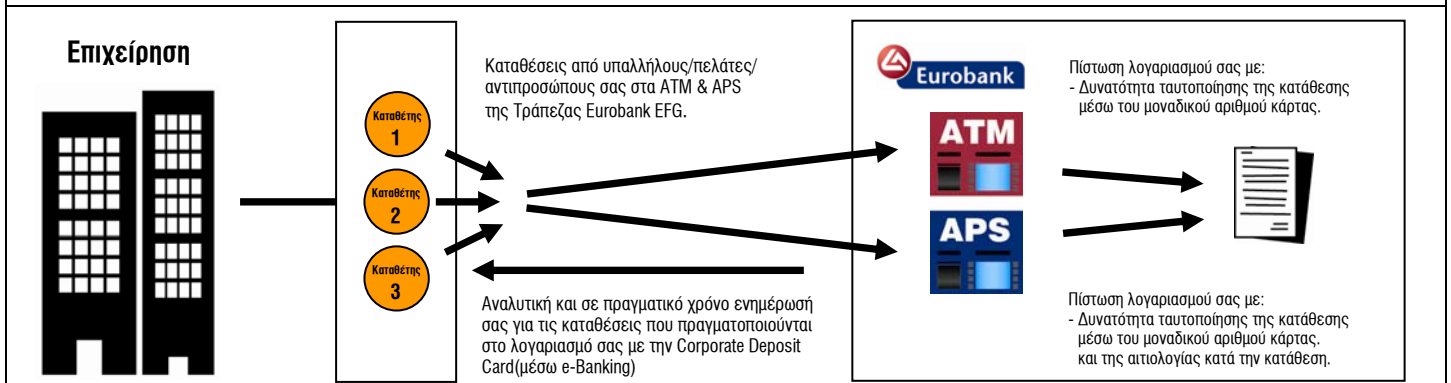 Επιχείρηση
Καταθέτης
1
Καταθέτης
2
Καταθέτης
3
Καταθέσεις από υπαλλήλους/πελάτες/
αντιπροσώπους σας στα ATM & APS
της Τράπεζας Eurobank EFG.
Αναλυτική και σε πραγματικό χρόνο ενημέρωσή
σας για τις καταθέσεις που πραγματοποιούνται
στο λογαριασμό σας με την Corporate Deposit
Card(μέσω e-Banking)
Eurobank
ATM
APS
Πίστωση λογαριασμού σας με:
- Δυνατότητα ταυτοποίησης της κατάθεσης
μέσω του μοναδικού αριθμού κάρτας.
Πίστωση λογαριασμού σας με:
- Δυνατότητα ταυτοποίησης της κατάθεσης
μέσω του μοναδικού αριθμού κάρτας.
και της αιτιολογίας κατά την κατάθεση.